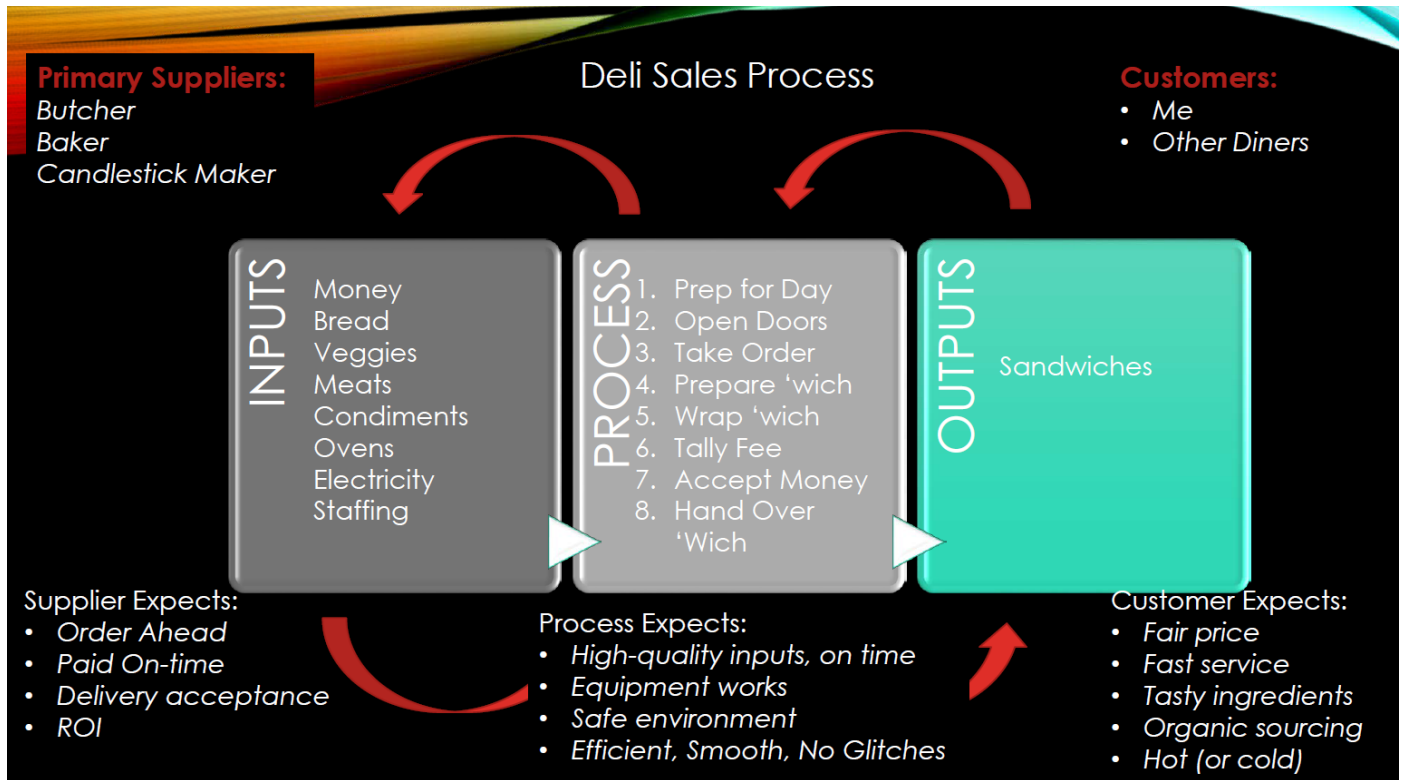 Deli Sales Process
Primary Suppliers:
Butcher
Baker
Candlestick Maker
Customers:
• Me
• Other Diners
INPUTS
Money
Bread
Veggies
Meats
Condiments
Ovens
Electricity
Staffing
PROCESS
1. Prep for Day
2. Open Doors
3. Take Order
4. Prepare ‘wich
5. Wrap ‘wich
6. Tally Fee
7. Accept Money
8. Hand Over
‘Wich
OUTPUTS
Sandwiches
Supplier Expects:
• Order Ahead
• Paid On-time
• Delivery acceptance
• ROI
Process Expects:
• High-quality inputs, on time
• Equipment works
• Safe environment
• Efficient, Smooth, No Glitches
Customer Expects:
• Fair price
• Fast service
• Tasty ingredients
• Organic sourcing
• Hot (or cold)